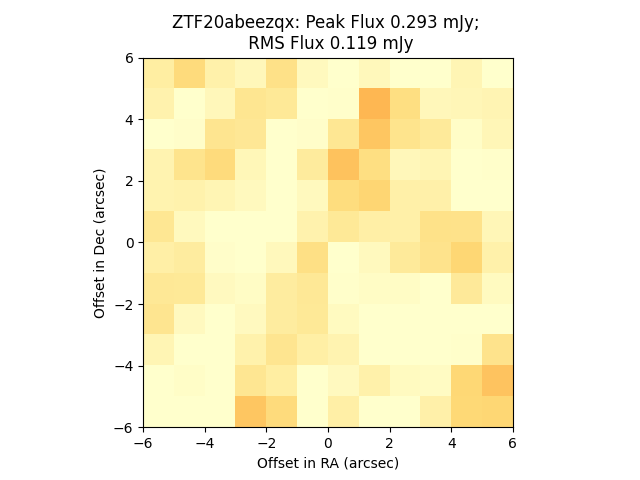 ZTF20abeezqx: Peak Flux 0.293 mJy;
RMS Flux 0.119 mJy
6
4
2
0
−2
−4
−6
Offset in Dec (arcsec)
−6 −4 −2 0 2 4 6
Offset in RA (arcsec)